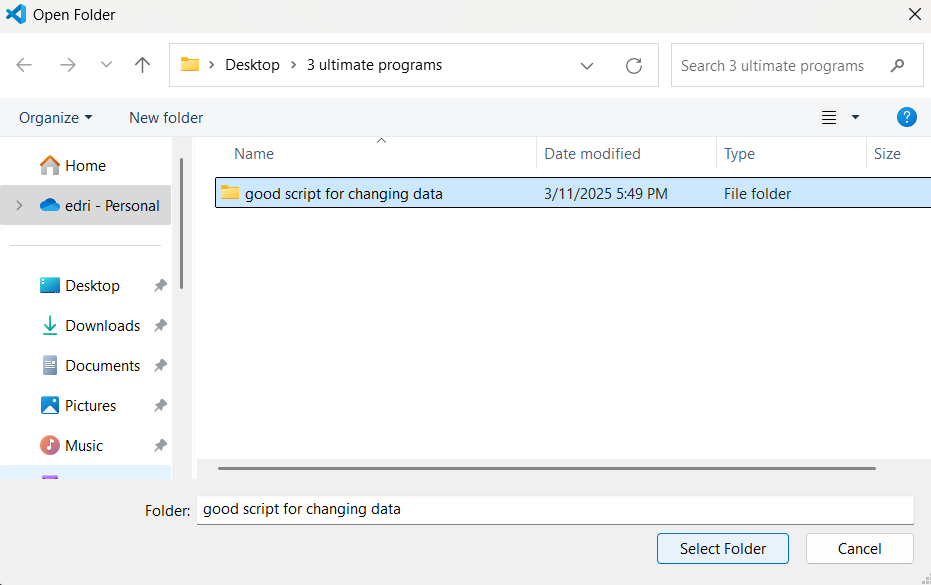 Open Folder
Desktop 3 ultimate programs
Search 3 ultimate programs
Organize New folder
?
Home
edri - Personal
Desktop
Downloads
Documents
Pictures
Music
Name Date modified Type Size
good script for changing data 3/11/2025 5:49 PM File folder
Folder: good script for changing data
Select Folder Cancel